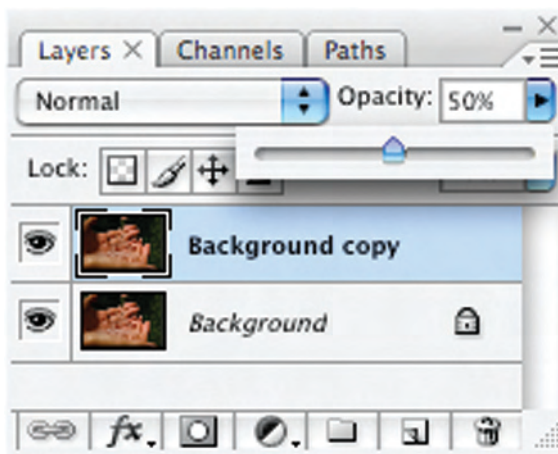 Layers Channels Paths
Normal Opacity: 50%
Lock:
Background copy
Background
fx